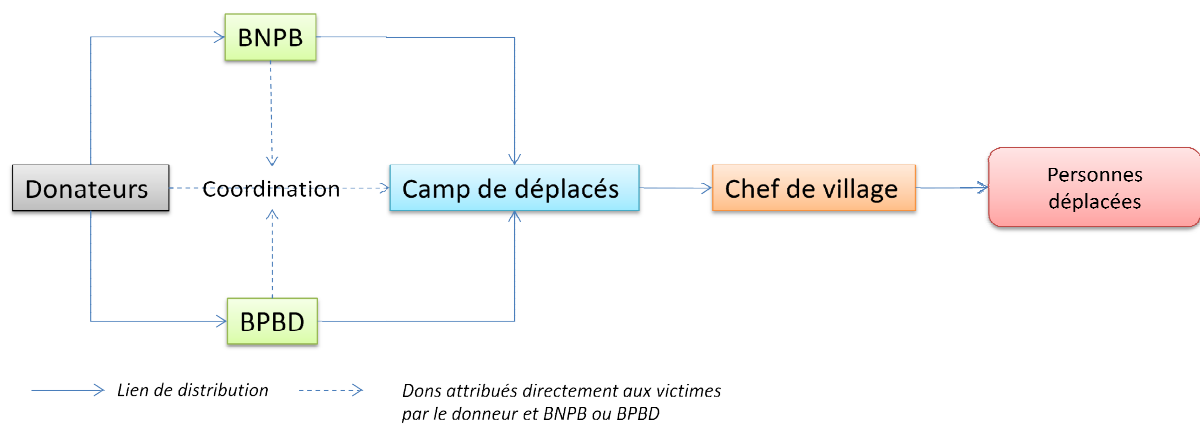 BNPB
Donateurs
Coordination
Camp de déplacés
Chef de village
Personnes
déplacées
BPBD
Lien de distribution
Dons attribués directement aux victimes
par le donneur et BNPB ou BPBD